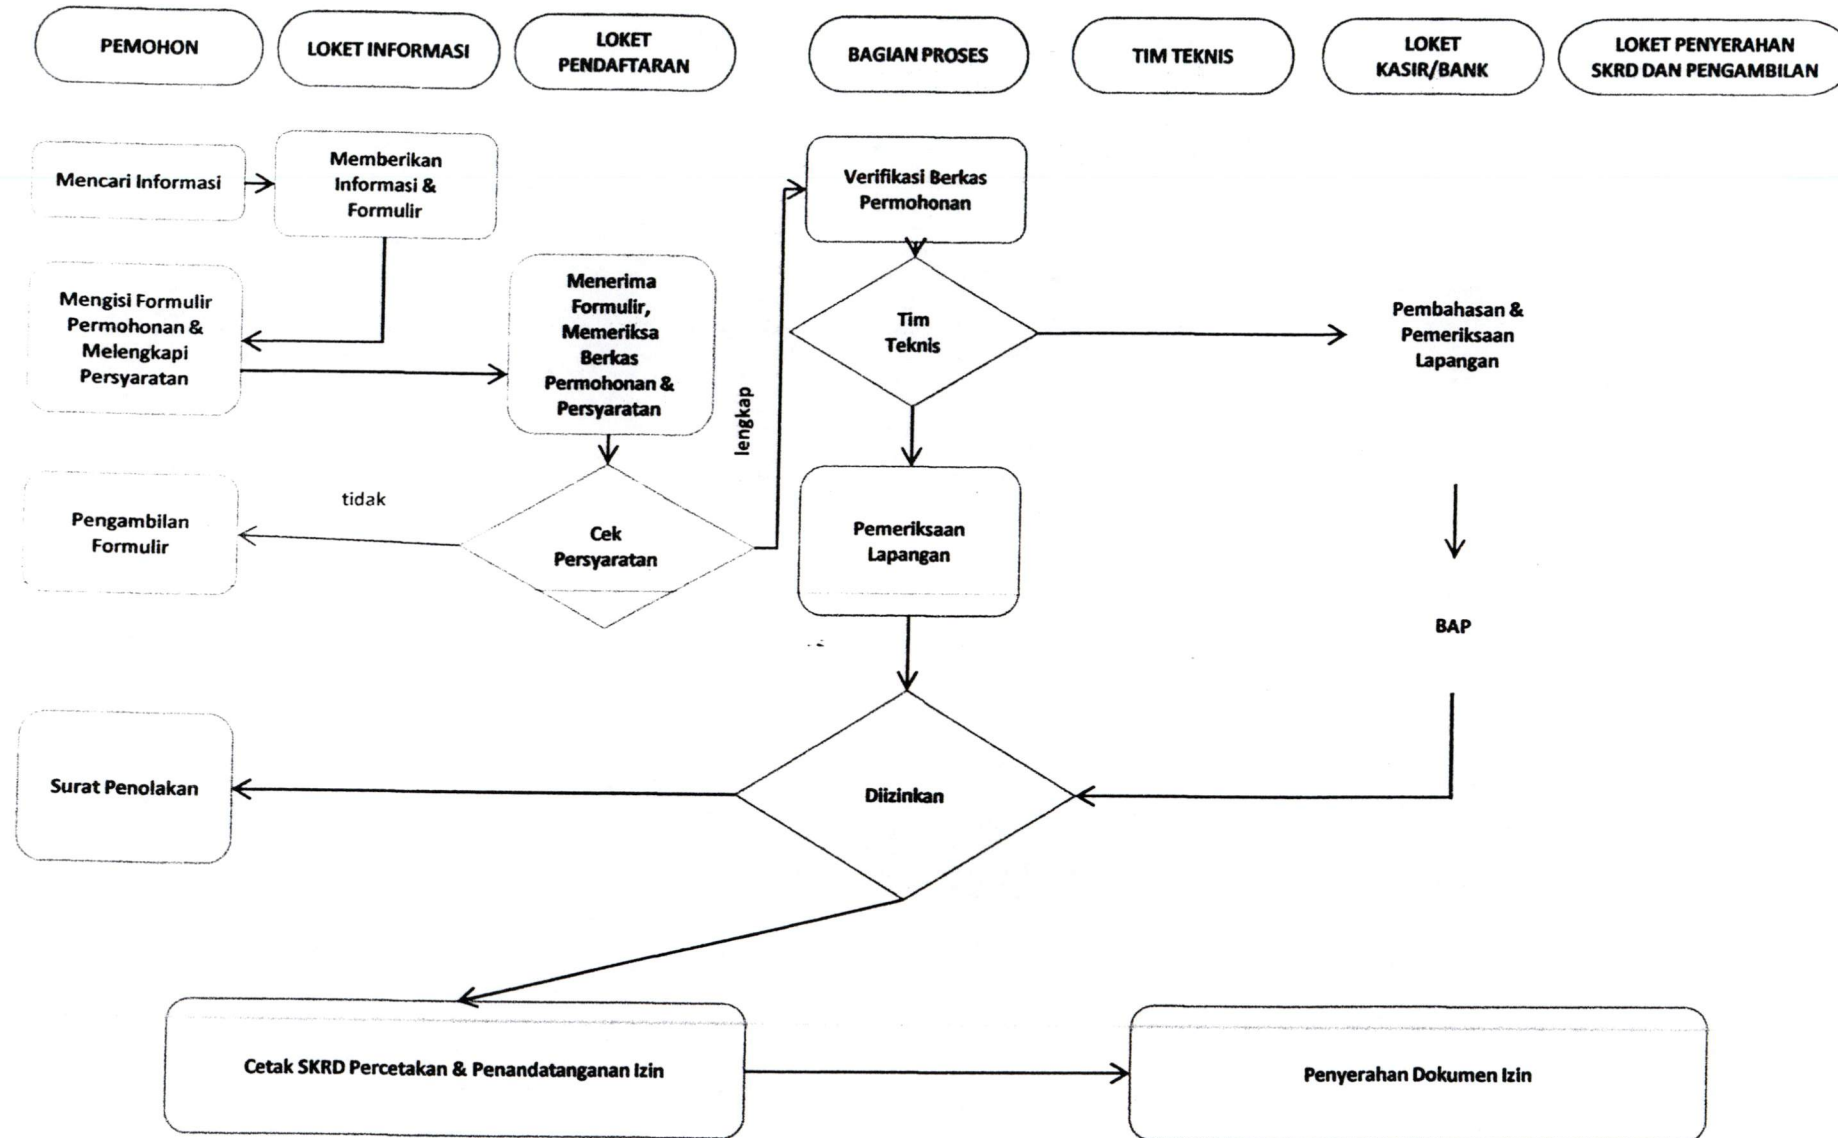 PEMOHON
LOKET INFORMASI
LOKET
PENDAFTARAN
BAGIAN PROSES
TIM TEKNIS
LOKET
KASIR/BANK
LOKET PENYERAHAN
SKRD DAN PENGAMBILAN
Mencari Informasi
Memberikan
Informasi &
Formulir
Verifikasi Berkas
Permohonan
Mengisi Formulir
Permohonan &
Melengkapi
Persyaratan
Menerima
Formulir,
Memeriksa
Berkas
Permohonan &
Persyaratan
lengkap
Tim
Teknis
Pembahasan &
Pemeriksaan
Lapangan
Pengambilan
Formulir
tidak
Cek
Persyaratan
Pemeriksaan
Lapangan
BAP
Surat Penolakan
Diizinkan
Cetak SKRD Percetakan & Penandatanganan Izin
Penyerahan Dokumen Izin